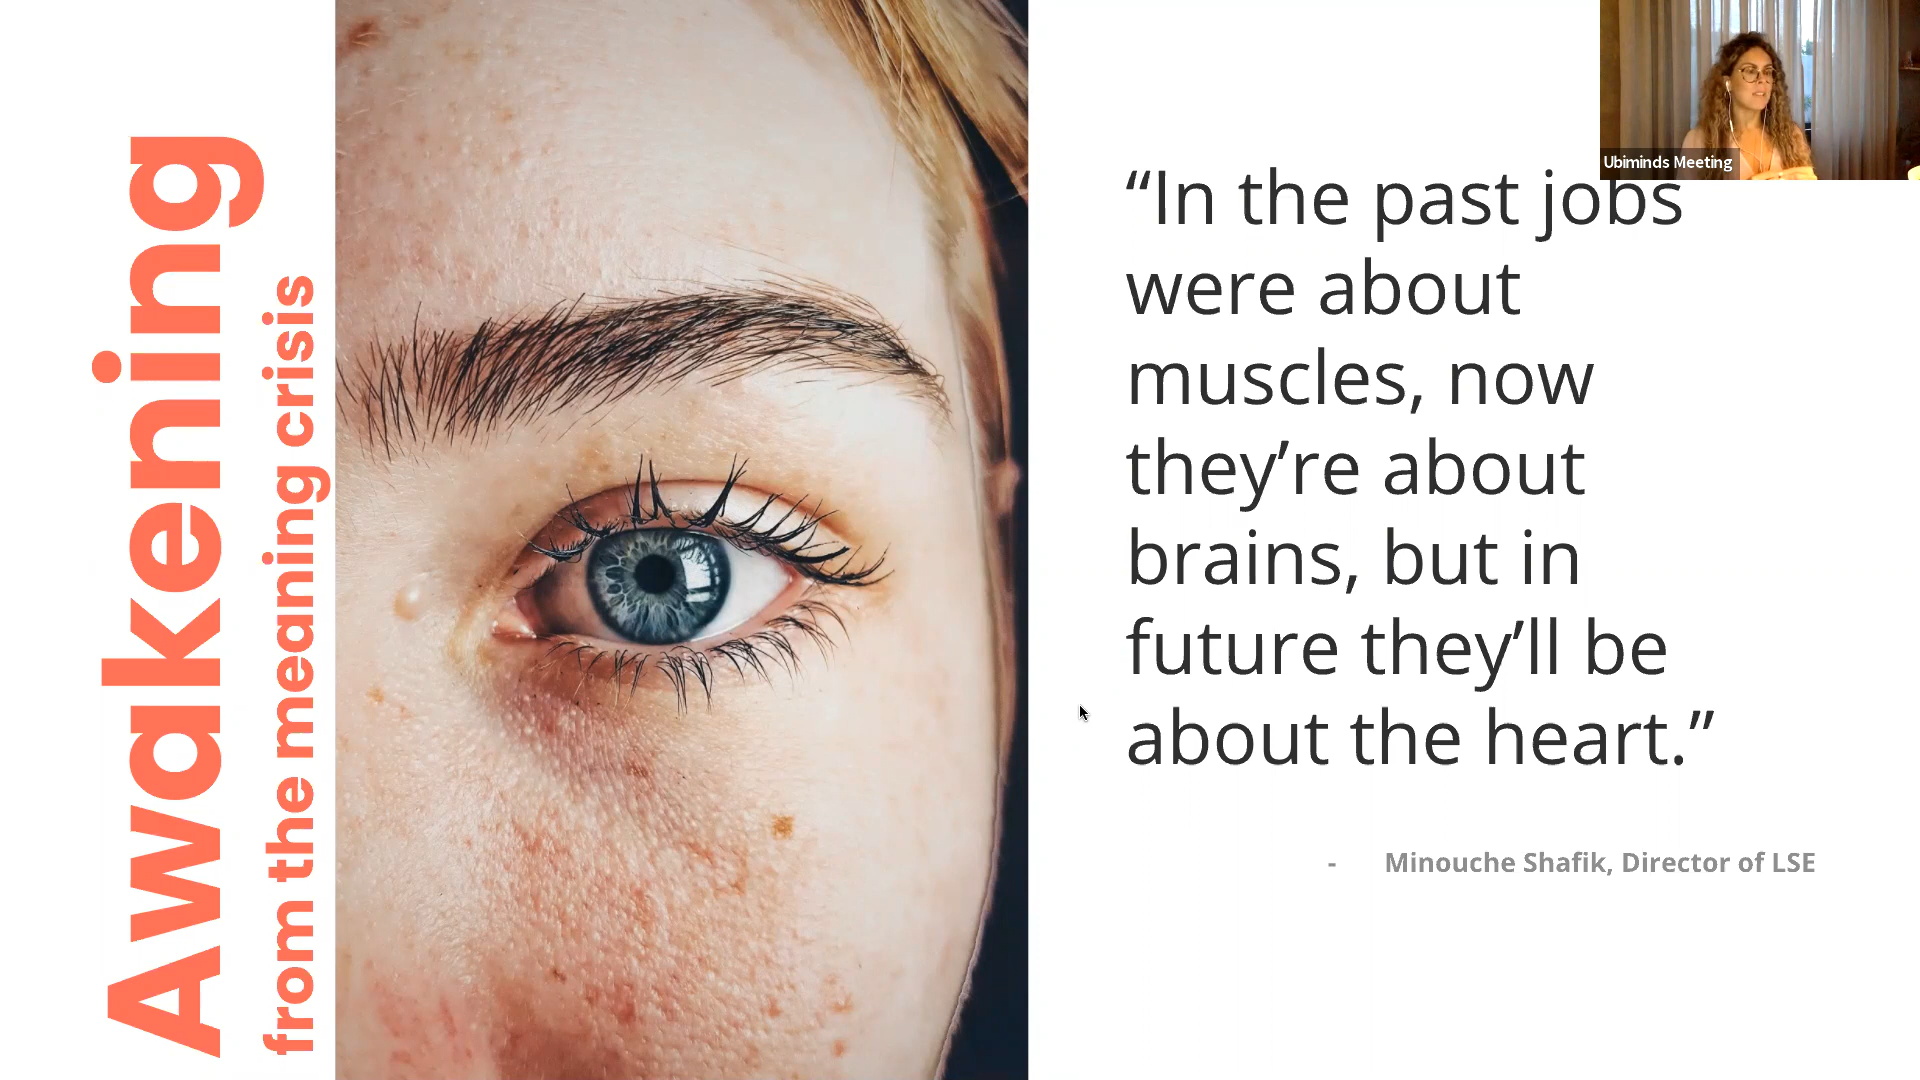 Awakening
from the meaning crisis
Ubiminds Meeting
“In the past jobs
were about
muscles, now
they’re about
brains, but in
future they’ll be
about the heart.”
- Minouche Shafik, Director of LSE